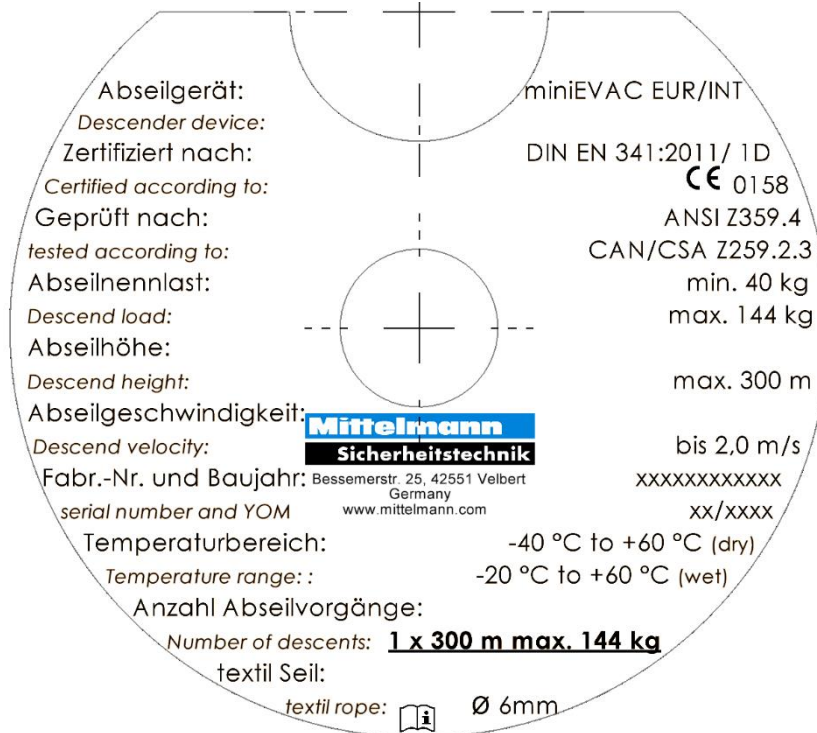 Abseilgerät: miniEVAC EUR/INT
Descender device:
Zertifiziert nach: DIN EN 341:2011/ 1D
Certified according to: CE 0158
Geprüft nach: ANSI Z359.4
tested according to: CAN/CSA Z259.2.3
Abseilnennlast: min. 40 kg
Descend load: max. 144 kg
Abseilhöhe:
Descend height: max. 300 m
Abseilgeschwindigkeit:
Mittelmann
Descend velocity: bis 2,0 m/s
Sicherheitstechnik
Fabr.-Nr. und Baujahr: xxxxxxxxxxxx
Bessemerstr. 25, 42551 Velbert
Germany
serial number and YOM xx/xxxx
www.mittelmann.com
Temperaturbereich: -40 °C to +60 °C (dry)
Temperature range: : -20 °C to +60 °C (wet)
Anzahl Abseilvorgänge:
Number of descents: 1 x 300 m max. 144 kg
textil Seil:
textil rope: Ø 6mm
i